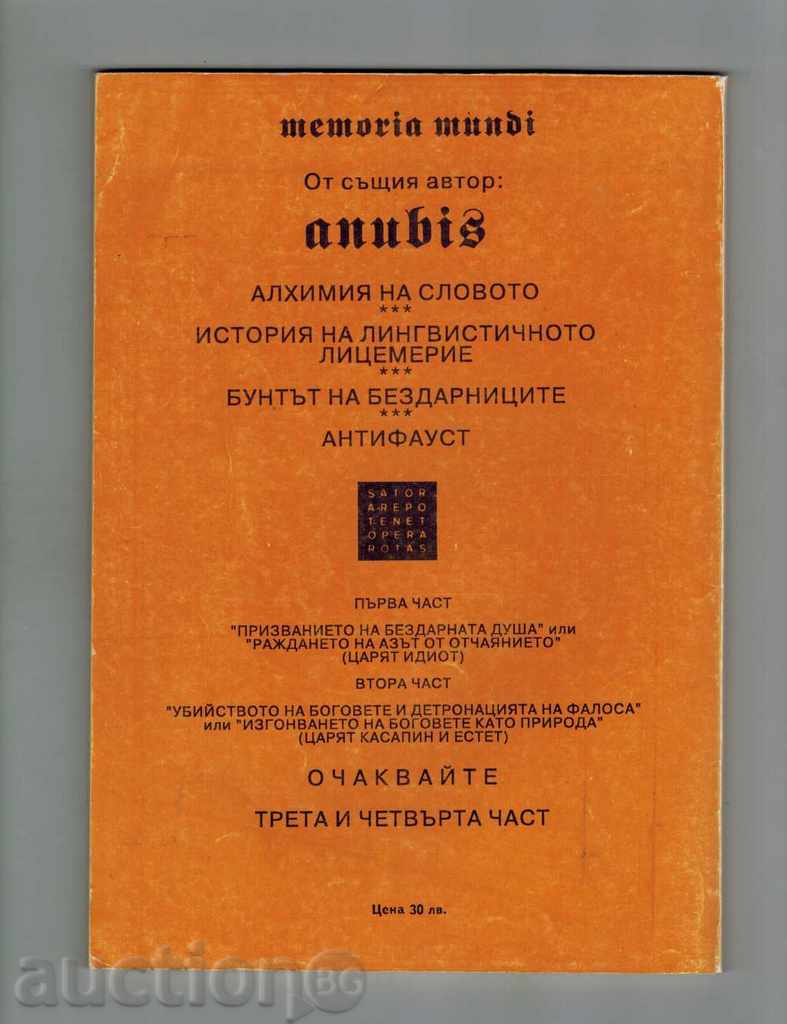 memoria mundi
От същия автор:
anubis
АЛХИМИЯ НА СЛОВОТО
***
ИСТОРИЯ НА ЛИНГВИСТИЧНОТО
ЛИЦЕМЕРИЕ
***
БУНТЪТ НА БЕЗДАРНИЦИТЕ
***
АНТИФАУСТ
SATOR
AREPO
TENET
OPERA
ROTAS
ПЪРВА ЧАСТ
"ПРИЗВАНИЕТО НА БЕЗДАРНАТА ДУША" или
"РАЖДАНЕТО НА АЗЪТ ОТ ОТЧАЯНИЕТО"
(ЦАРЯТ ИДИОТ)
ВТОРА ЧАСТ
"УБИЙСТВОТО НА БОГОВЕТЕ И ДЕТРОНАЦИЯТА НА ФАЛОСА"
или "ИЗГОНВАНЕТО НА БОГОВЕТЕ КАТО ПРИРОДА"
(ЦАРЯТ КАСАПИН И ЕСТЕТ)
ОЧАКВАЙТЕ
ТРЕТА И ЧЕТВЪРТА ЧАСТ
Цена 30 лв.
auctionBG